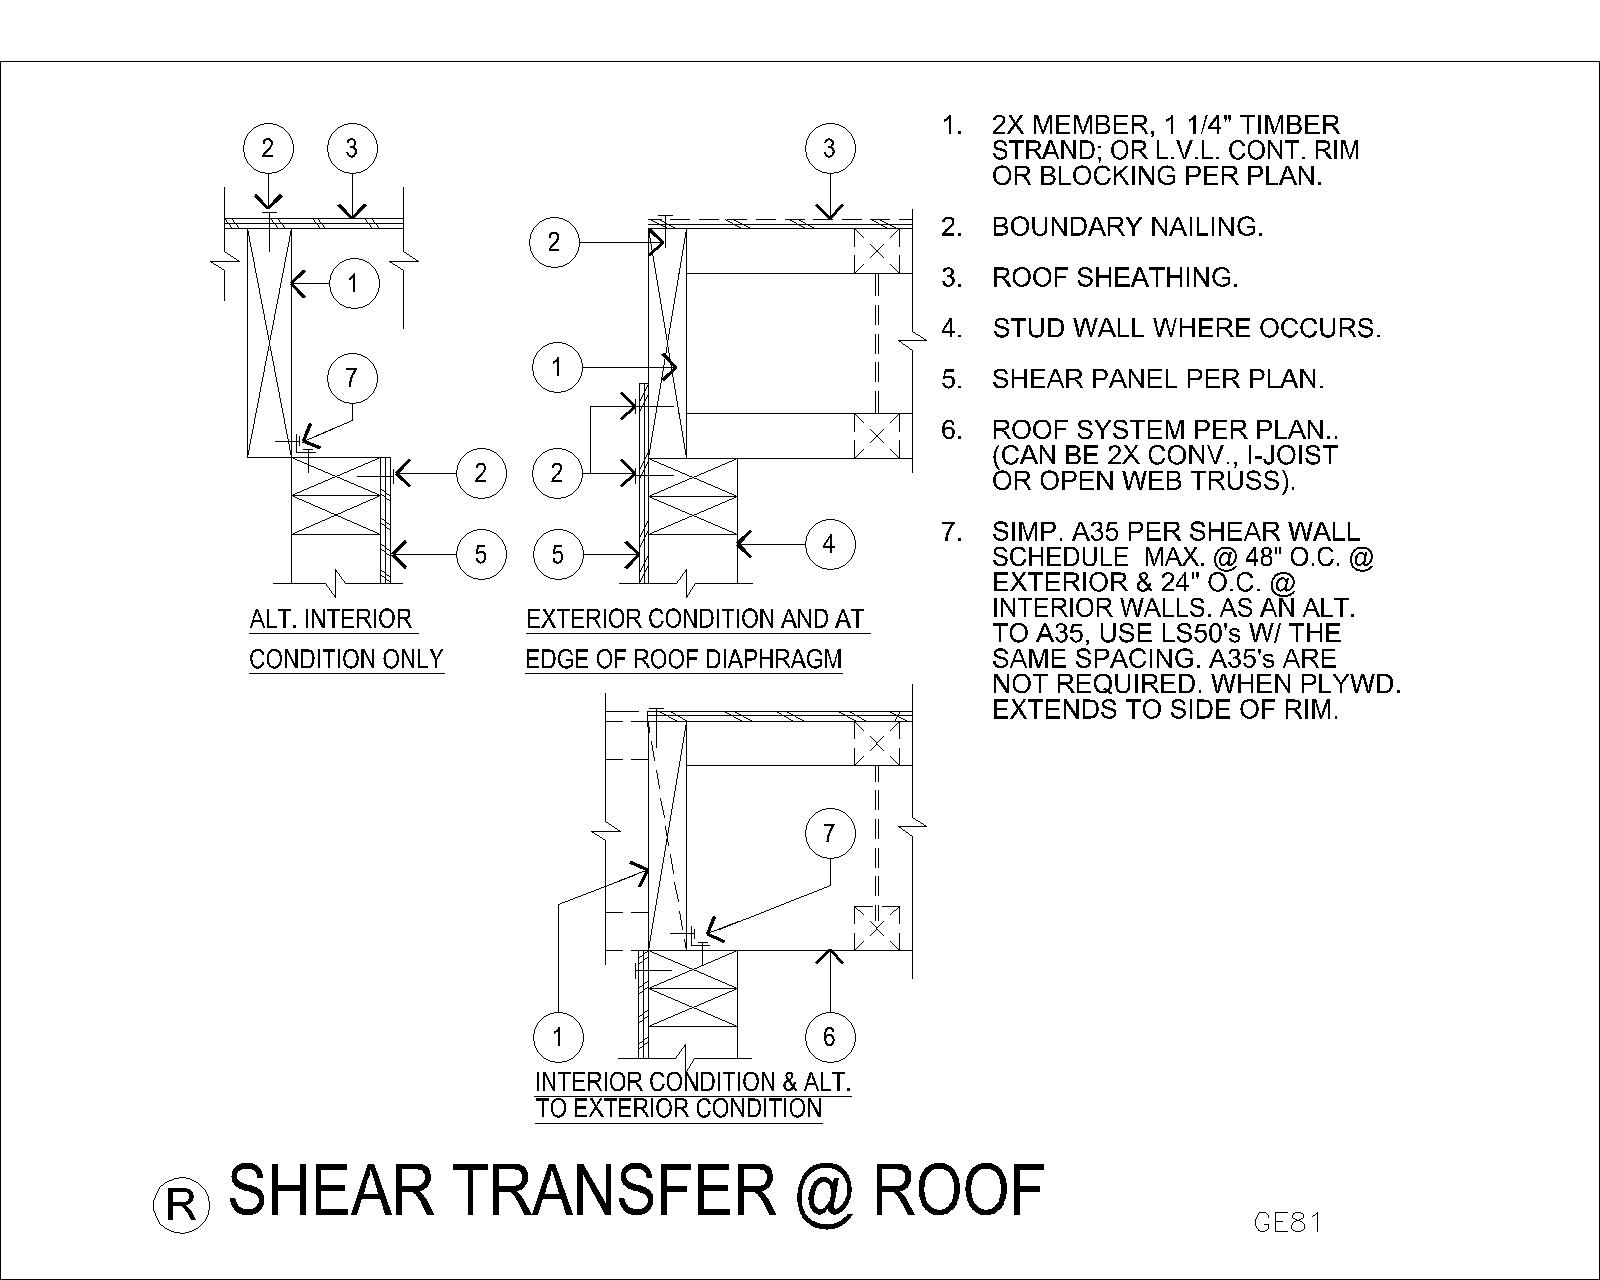 2
3
1
7
2
5
ALT. INTERIOR
CONDITION ONLY
3
2
1
2
5
4
EXTERIOR CONDITION AND AT
EDGE OF ROOF DIAPHRAGM
7
1
6
INTERIOR CONDITION & ALT.
TO EXTERIOR CONDITION
1. 2X MEMBER, 1 1/4" TIMBER
STRAND; OR L.V.L. CONT. RIM
OR BLOCKING PER PLAN.
2. BOUNDARY NAILING.
3. ROOF SHEATHING.
4. STUD WALL WHERE OCCURS.
5. SHEAR PANEL PER PLAN.
6. ROOF SYSTEM PER PLAN..
(CAN BE 2X CONV., I-JOIST
OR OPEN WEB TRUSS).
7. SIMP. A35 PER SHEAR WALL
SCHEDULE MAX. @ 48" O.C. @
EXTERIOR & 24" O.C. @
INTERIOR WALLS. AS AN ALT.
TO A35, USE LS50's W/ THE
SAME SPACING. A35's ARE
NOT REQUIRED. WHEN PLYWD.
EXTENDS TO SIDE OF RIM.
R SHEAR TRANSFER @ ROOF
GE81